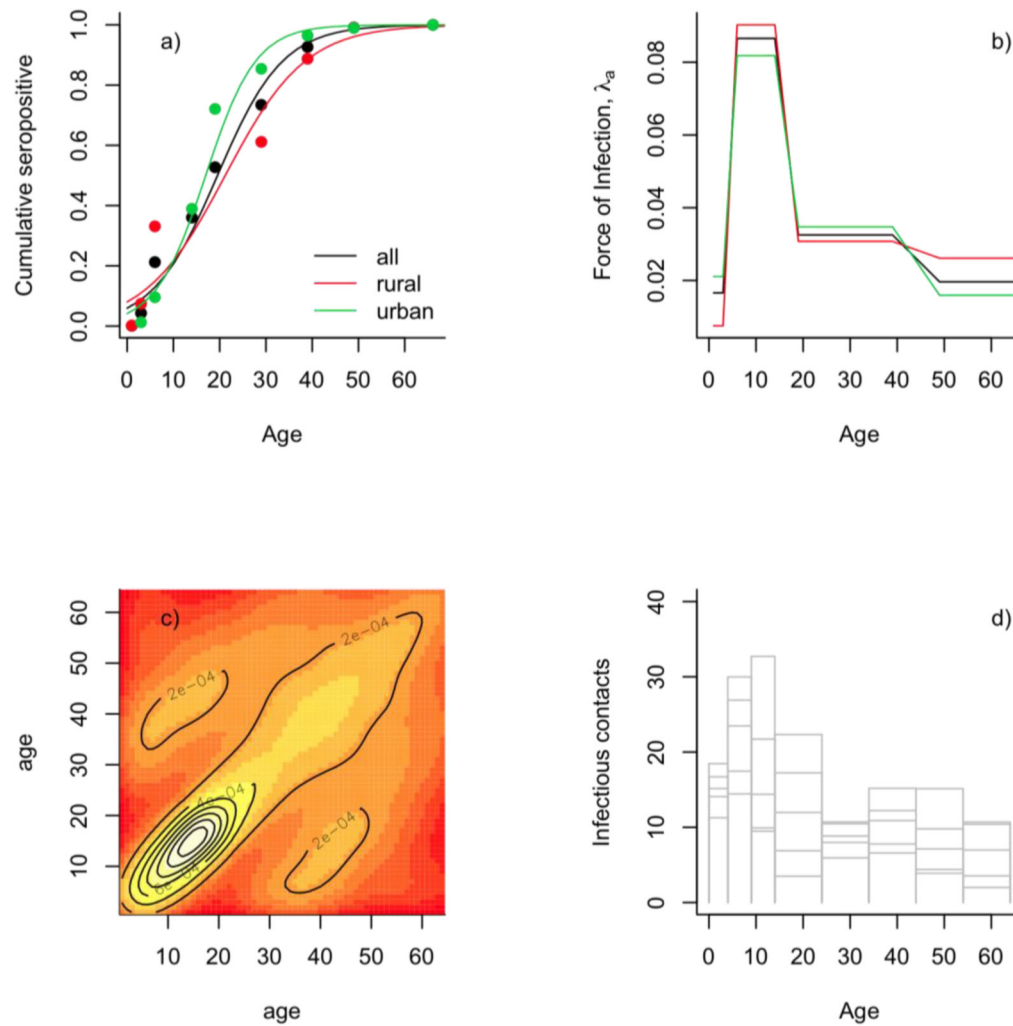 a)
Cumulative seropositive
1.0
0.8
0.6
0.4
0.2
0.0
all
rural
urban
0 10 20 30 40 50 60
Age
b)
Force of Infection, λa
0.08
0.06
0.04
0.02
0 10 20 30 40 50 60
Age
c)
age
60
50
40
30
20
10
2e−04
2e−04
4e−04
2e−04
6e−04
10 20 30 40 50 60
age
d)
Infectious contacts
40
30
20
10
0
0 10 20 30 40 50 60
Age